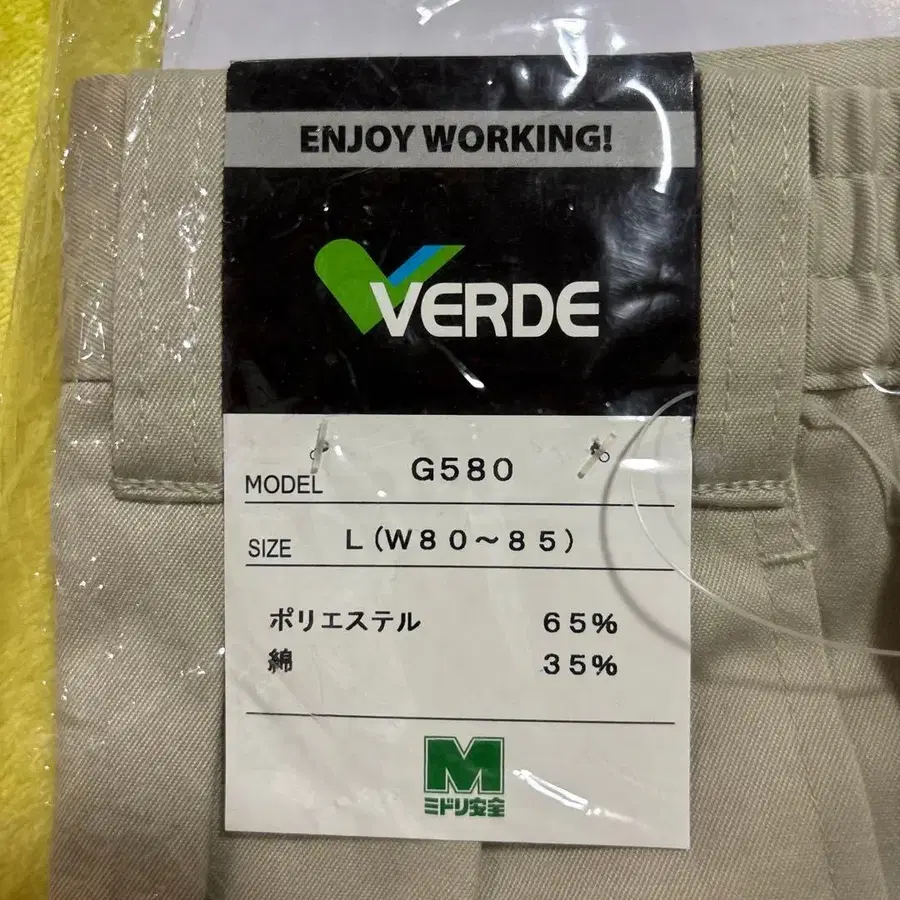 ENJOY WORKING!
VERDE
MODEL G580
SIZE L(W80～85)
ポリエステル 65%
綿 35%
M
ミドリ安全